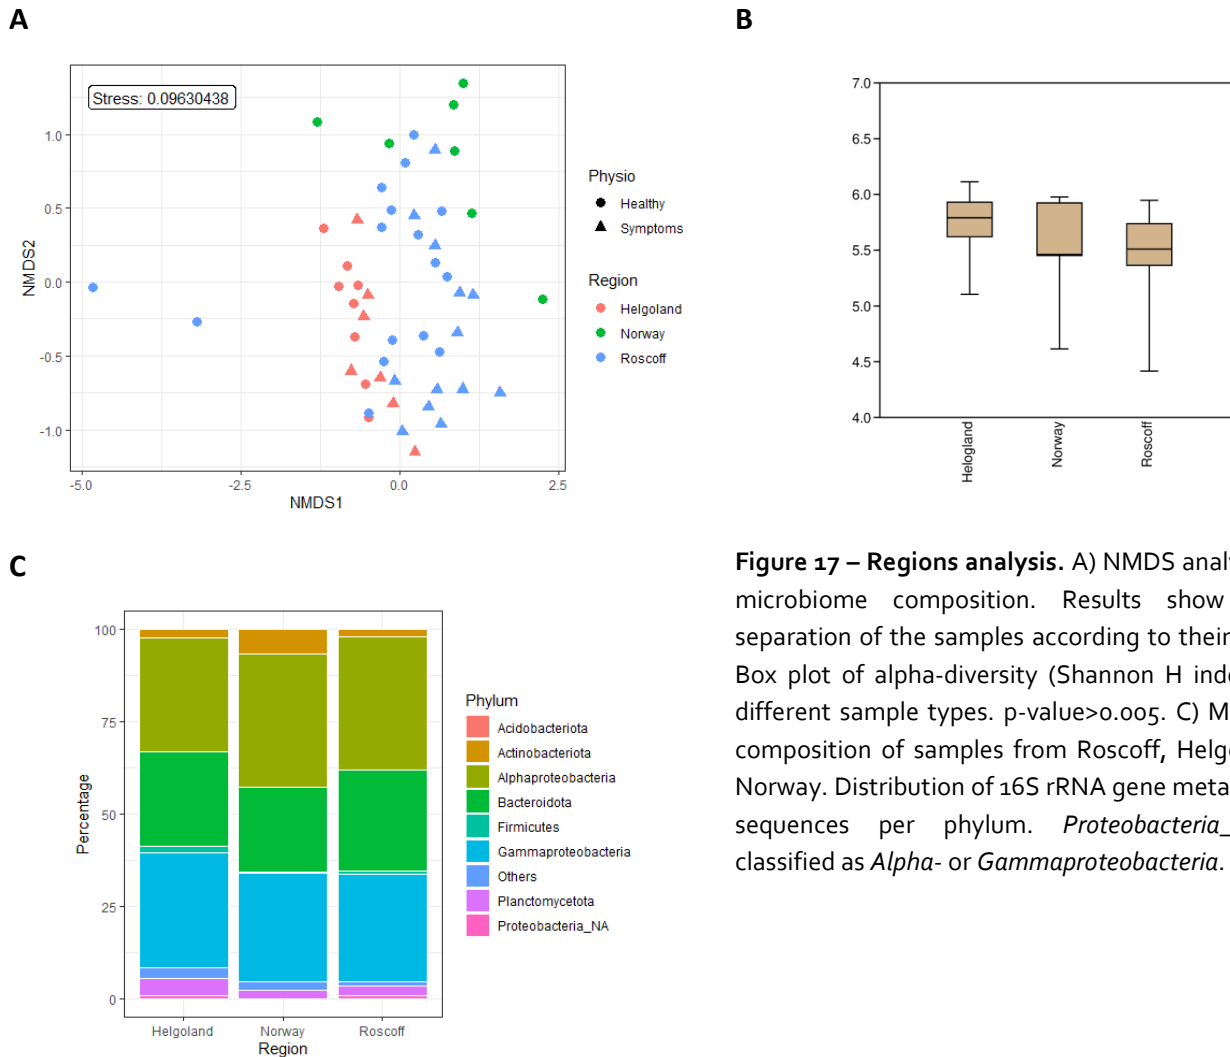 A
Stress: 0.09630438
1.0
0.5
0.0
-0.5
-1.0
NMDS2
-5.0
-2.5
0.0
2.5
NMDS1
Physio
Healthy
Symptoms
Region
Helgoland
Norway
Roscoff
B
7.0
6.5
6.0
5.5
5.0
4.5
4.0
Helogland
Norway
Roscoff
C
100
75
50
25
0
Percentage
Helgoland
Norway
Roscoff
Region
Phylum
Acidobacteriota
Actinobacteriota
Alphaproteobacteria
Bacteroidota
Firmicutes
Gammaproteobacteria
Others
Planctomycetota
Proteobacteria_NA
Figure 17 – Regions analysis. A) NMDS
microbiome composition. Results show
separation of the samples according to their
Box plot of alpha-diversity (Shannon H
different sample types. p-value>0.005. C)
composition of samples from Roscoff,
Norway. Distribution of 16S rRNA gene
sequences per phylum. Proteobacteria_
classified as Alpha- or Gammaproteobacteria.